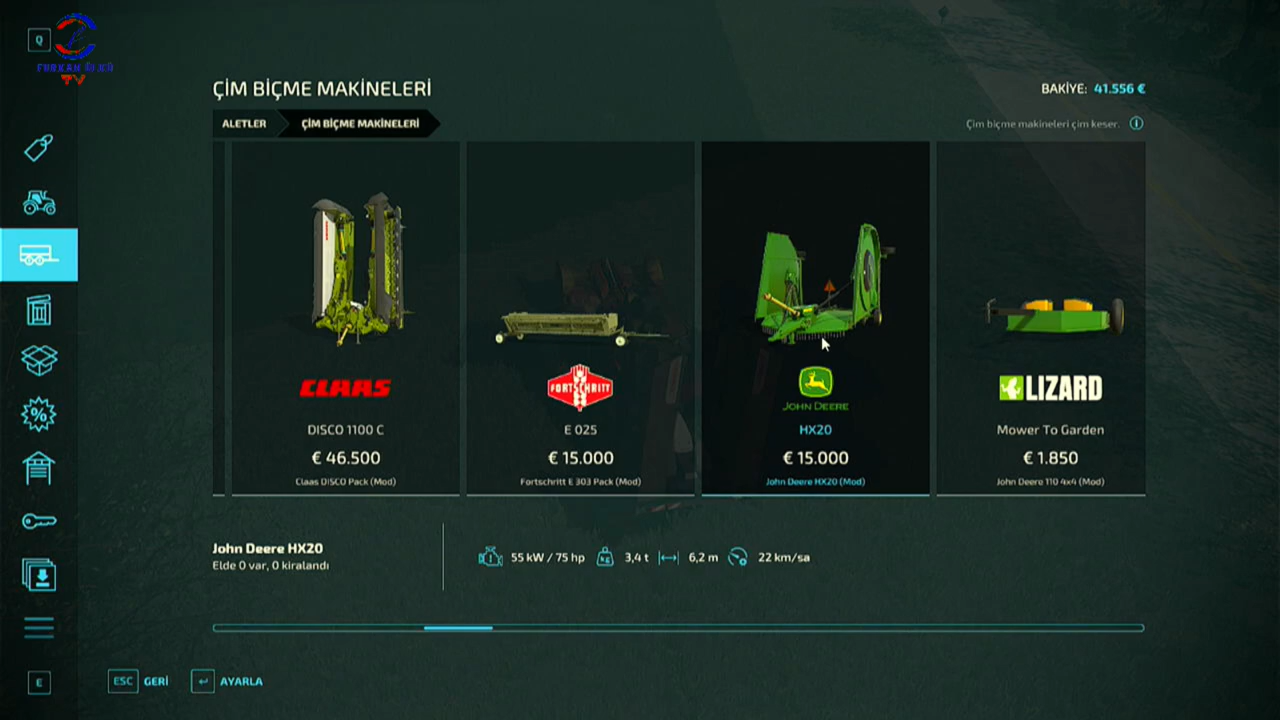 Q
FURKAN ÜLKÜ
TV
ÇİM BİÇME MAKİNELERİ
BAKİYE: 41.556 €
ALETLER
ÇİM BİÇME MAKİNELERİ
Çim biçme makineleri çim keser.
CLAAS
DISCO 1100 C
€ 46.500
Claas DISCO Pack (Mod)
FORTSCHRITT
E 025
€ 15.000
Fortschritt E 303 Pack (Mod)
JOHN DEERE
HX20
€ 15.000
John Deere HX20 (Mod)
LIZARD
Mower To Garden
€ 1.850
John Deere 110 4x4 (Mod)
John Deere HX20
Elde 0 var, 0 kiralandı
55 kW / 75 hp
KG
3,4 t
6,2 m
22 km/sa
E
ESC GERİ
AYARLA